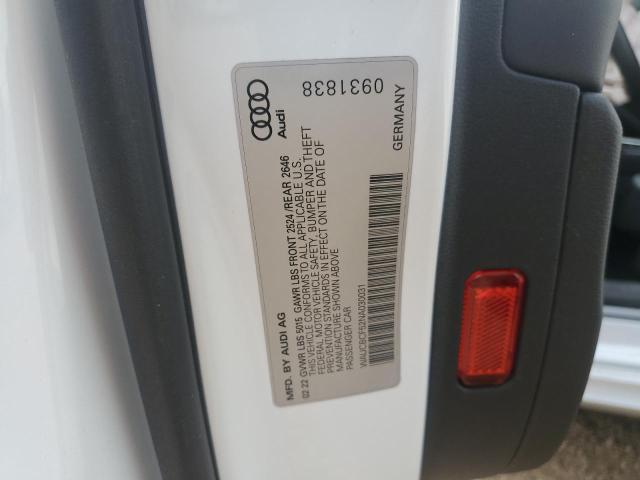 Audi
0931838
GERMANY
MFD. BY AUDI AG
02 22 GVWR LBS 5015 GAWR LBS FRONT 2524 /REAR 2646
THIS VEHICLE CONFORMS TO ALL APPLICABLE U.S.
FEDERAL MOTOR VEHICLE SAFETY, BUMPER AND THEFT
PREVENTION STANDARDS IN EFFECT ON THE DATE OF
MANUFACTURE SHOWN ABOVE
PASSENGER CAR
WAUCBCF52NA030031